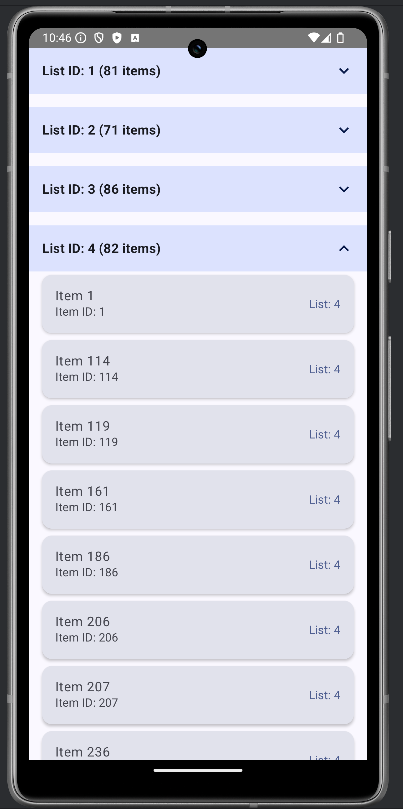 10:46
List ID: 1 (81 items)
List ID: 2 (71 items)
List ID: 3 (86 items)
List ID: 4 (82 items)
Item 1
Item ID: 1
List: 4
Item 114
Item ID: 114
List: 4
Item 119
Item ID: 119
List: 4
Item 161
Item ID: 161
List: 4
Item 186
Item ID: 186
List: 4
Item 206
Item ID: 206
List: 4
Item 207
Item ID: 207
List: 4
Item 236
List: 4